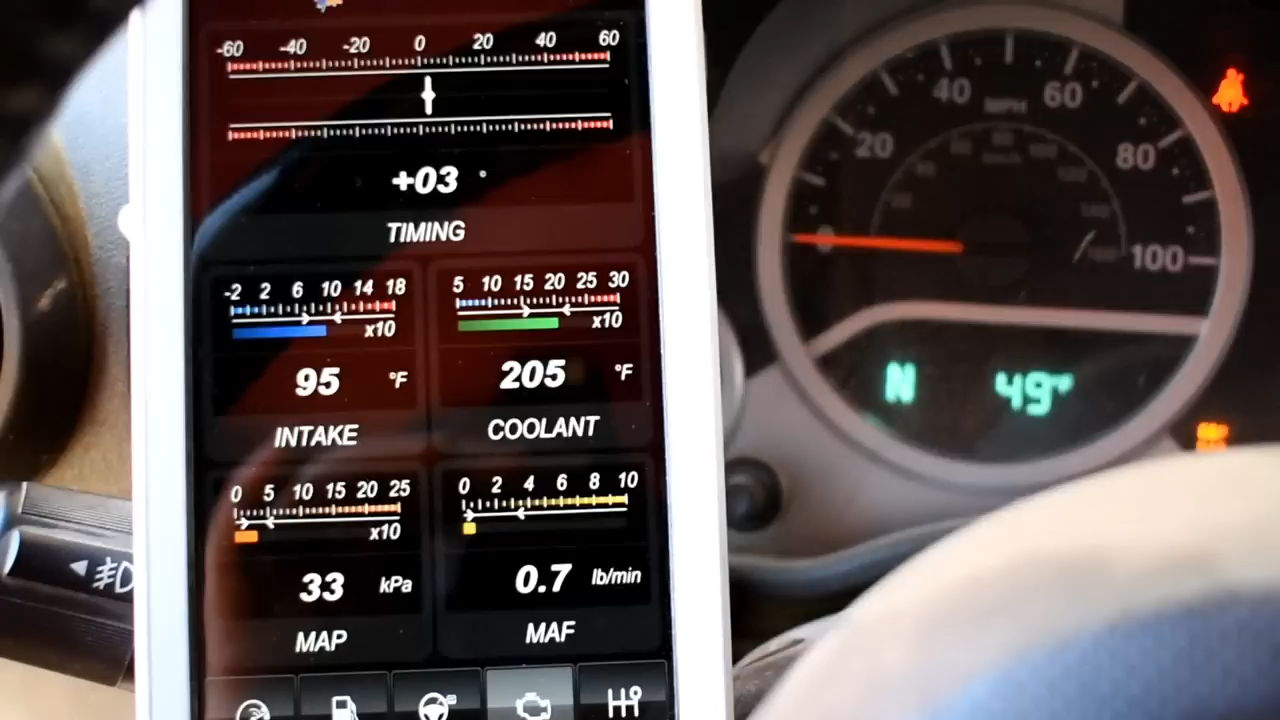 -60 -40 -20 0 20 40 60
+03 °
TIMING
-2 2 6 10 14 18
x10
95 °F
INTAKE
5 10 15 20 25 30
x10
205 °F
COOLANT
0 5 10 15 20 25
x10
33 kPa
MAP
0 2 4 6 8 10
0.7 lb/min
MAF
0 20 40 60 80 100
MPH
N 49°F